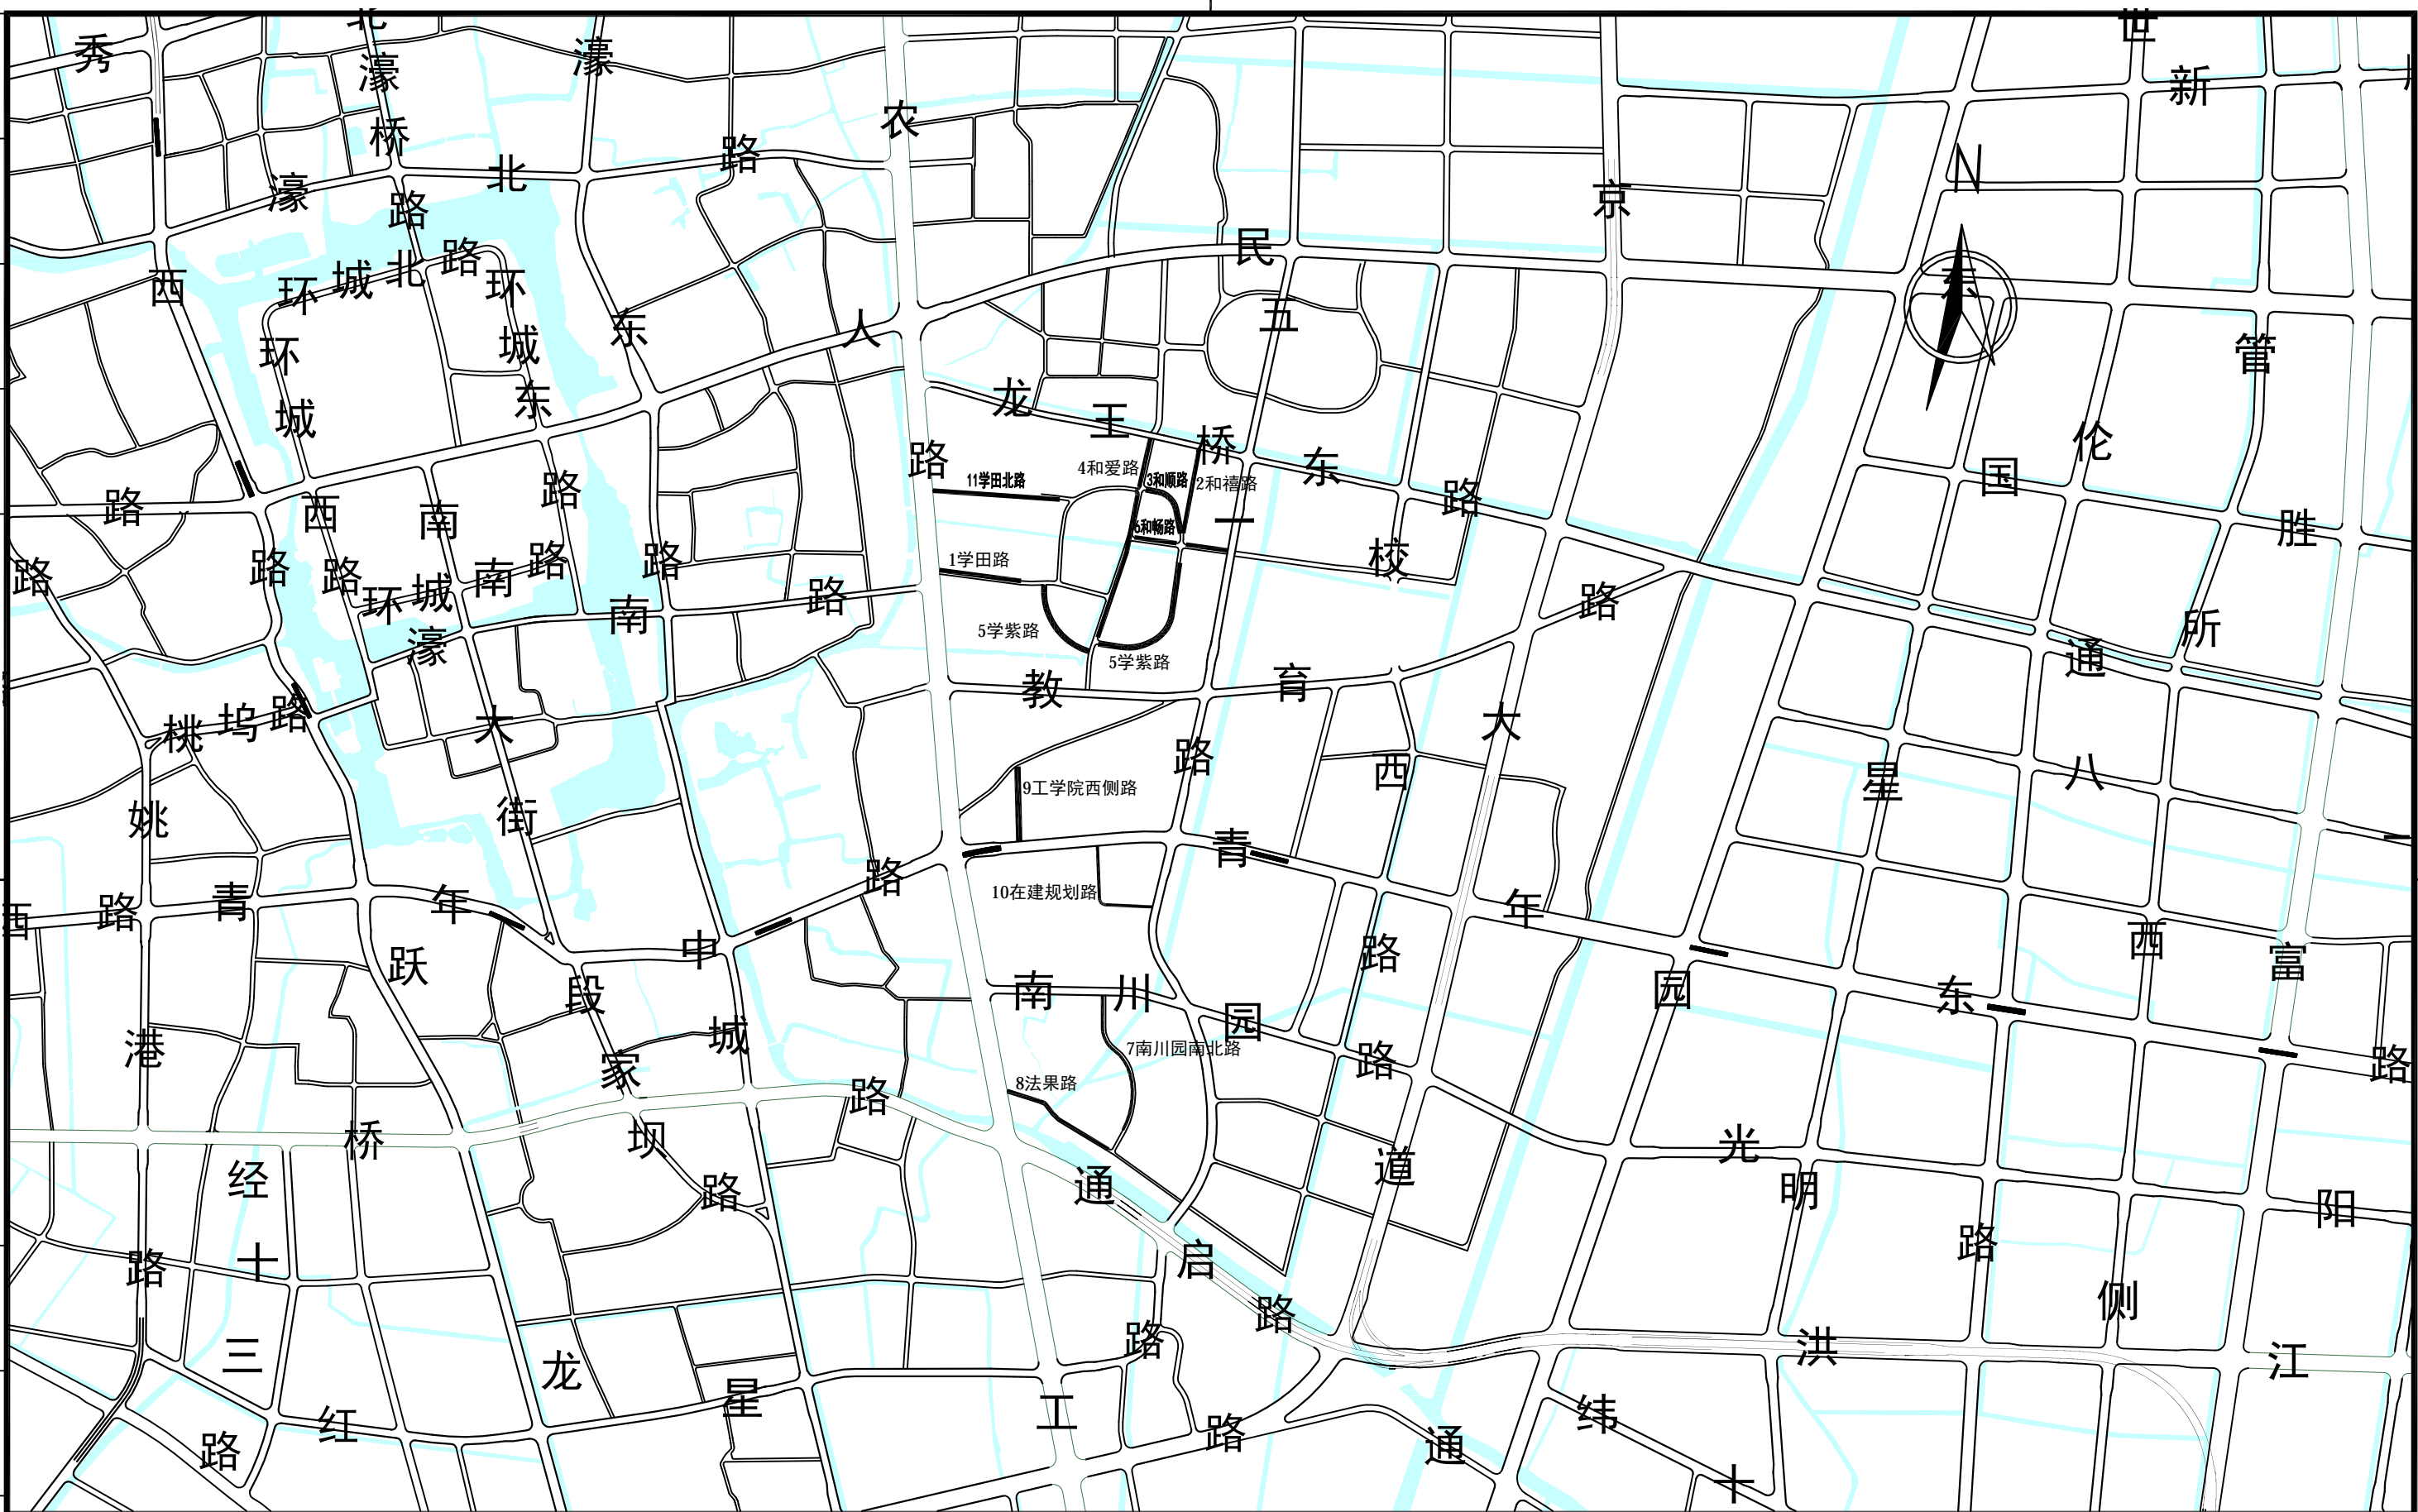 北
世
秀
濠
濠
新
农
桥
路
北
濠
京
路
民
路
北
城
环
环
西
东
五
人
东
城
环
管
龙
东
王
城
伦
桥
东
路
4和爱路
国
3和顺路
11学田北路
2和禧路
路
路
西
南
一
6和畅路
胜
校
1学田路
路
路
路
路
南
路
城
环
路
路
南
所
5学紫路
濠
通
5学紫路
育
教
路
坞
大
桃
路
西
八
星
9工学院西侧路
街
姚
青
路
10在建规划路
青
年
年
路
西
中
西
路
富
跃
南
川
段
园
东
园
城
7南川园南北路
港
路
路
家
8法果路
路
桥
坝
光
道
经
通
路
明
阳
路
启
十
路
侧
路
路
洪
三
江
龙
星
工
纬
红
路
通
路
十